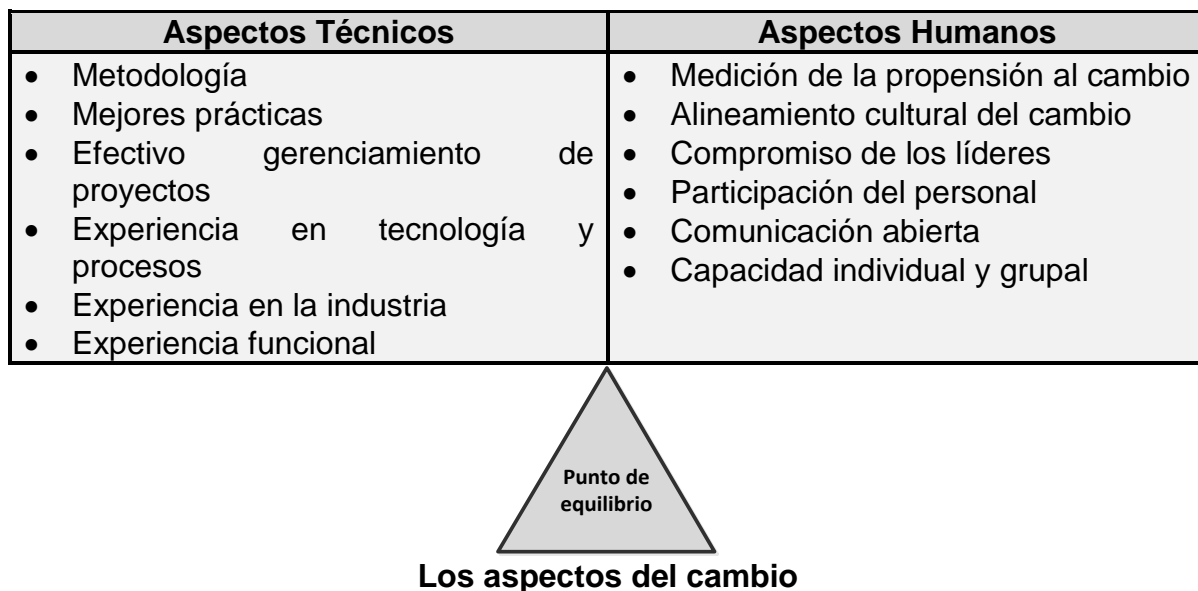 Aspectos Técnicos
Aspectos Humanos
• Metodología
• Mejores prácticas
• Efectivo gerenciamiento de
proyectos
• Experiencia en tecnología y
procesos
• Experiencia en la industria
• Experiencia funcional
• Medición de la propensión al cambio
• Alineamiento cultural del cambio
• Compromiso de los líderes
• Participación del personal
• Comunicación abierta
• Capacidad individual y grupal
Punto de
equilibrio
Los aspectos del cambio